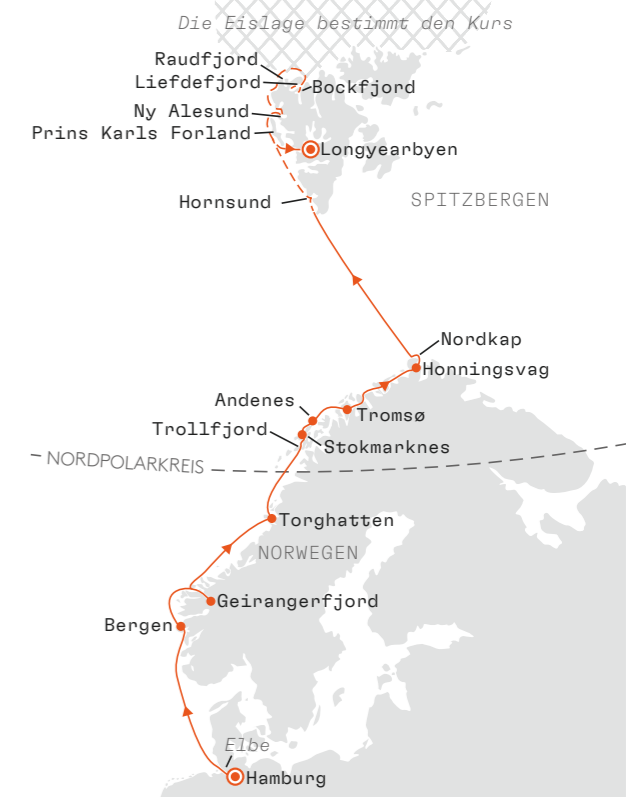 Die Eislage bestimmt den Kurs
Raudfjord
Liefdefjord
Bockfjord
Ny Alesund
Prins Karls Forland
Longyearbyen
Hornsund
SPITZBERGEN
Nordkap
Honningsvag
Andenes
Tromsø
Trollfjord
Stokmarknes
NORDPOLARKREIS
Torghatten
NORWEGEN
Geirangerfjord
Bergen
Elbe
Hamburg